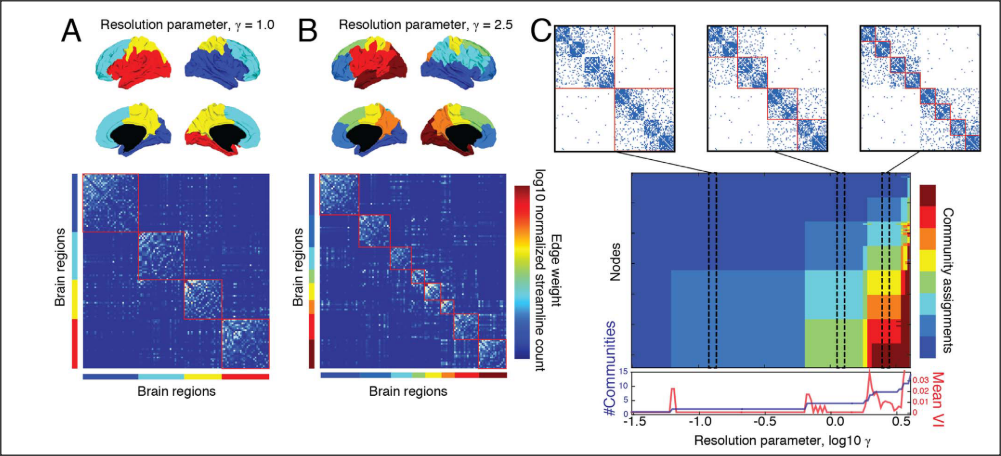 A
Resolution parameter, γ = 1.0
B
Resolution parameter, γ = 2.5
C
Brain regions
Brain regions
Brain regions
Brain regions
log10 normalized streamline count
Edge weight
Nodes
Community assignments
#Communities
15
10
5
0
Mean VI
0.03
0.02
0.01
0
-1.5
-1.0
-0.5
0.0
0.5
Resolution parameter, log10 γ